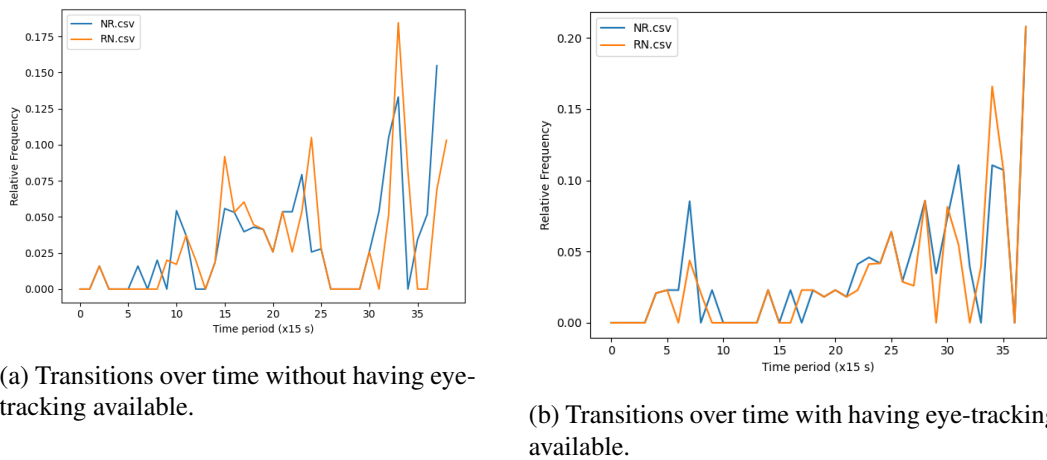 NR.csv
RN.csv
0.175
0.150
0.125
0.100
0.075
0.050
0.025
0.000
Relative Frequency
0 5 10 15 20 25 30 35
Time period (x15 s)
(a) Transitions over time without having eye-
tracking available.
NR.csv
RN.csv
0.20
0.15
0.10
0.05
0.00
Relative Frequency
0 5 10 15 20 25 30 35
Time period (x15 s)
(b) Transitions over time with having eye-tracking
available.